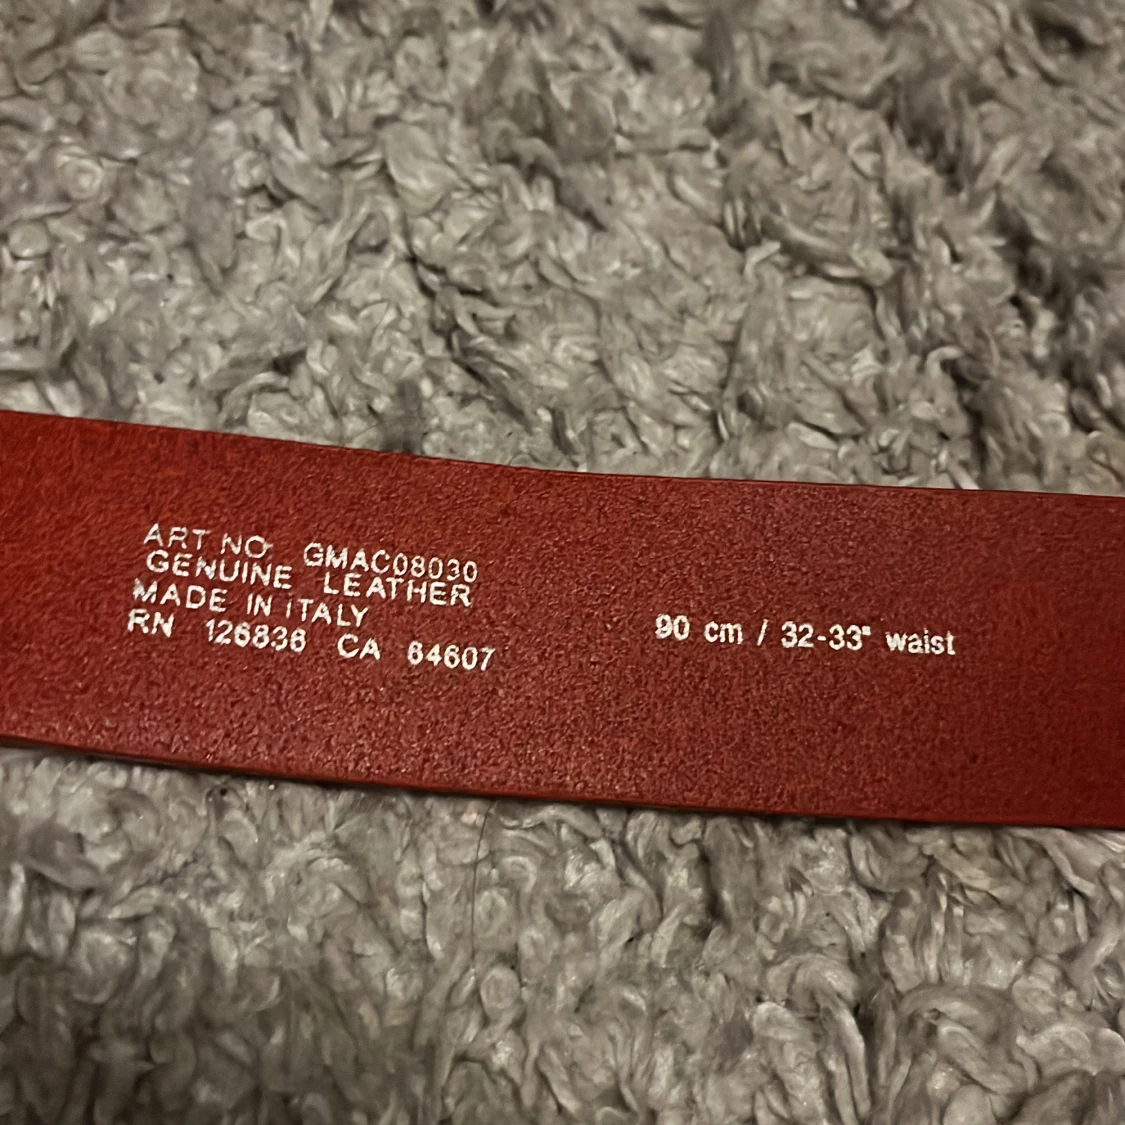 ART NO. GMAC08030
GENUINE LEATHER
MADE IN ITALY
RN 126836 CA 64607
90 cm / 32-33" waist